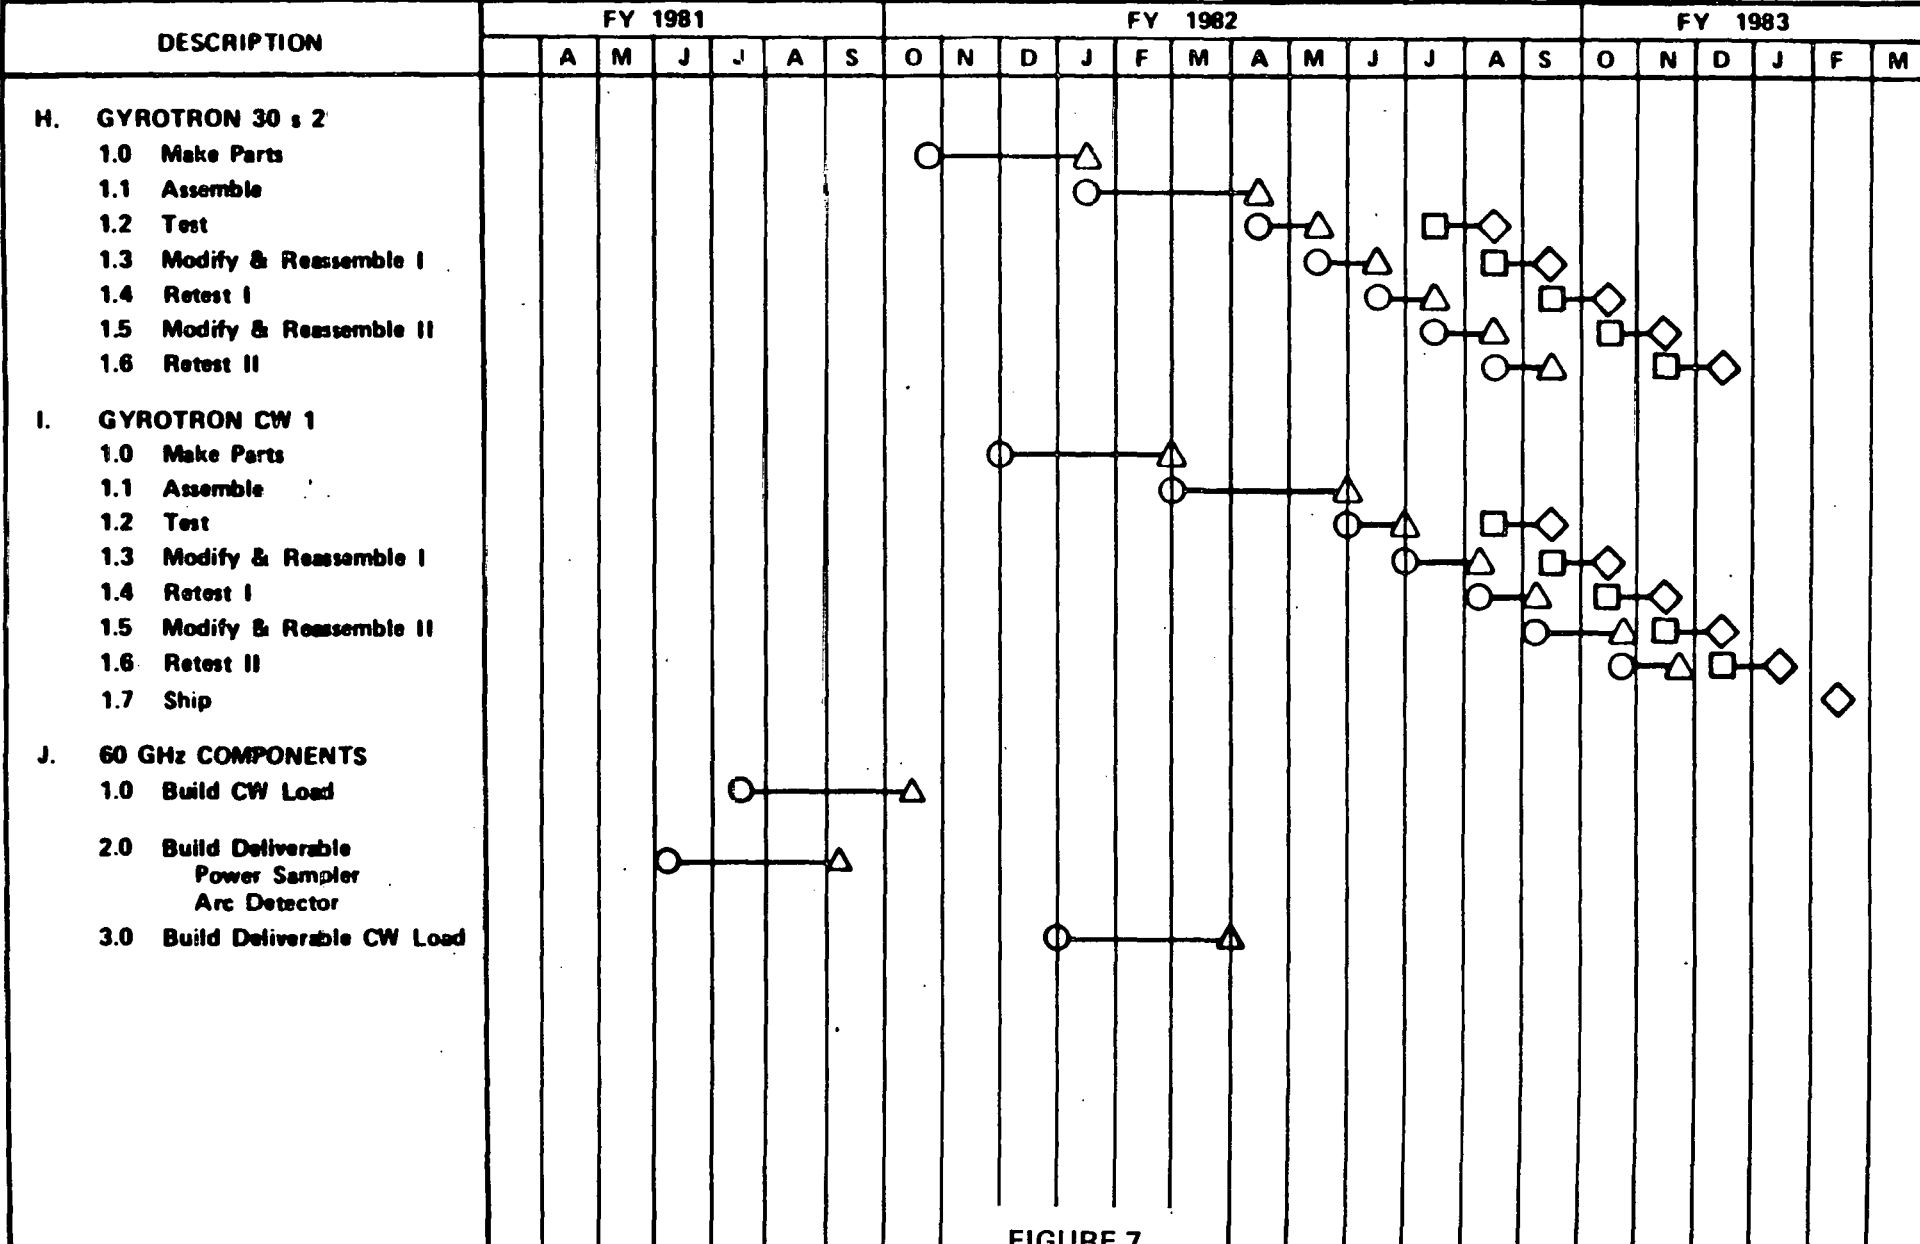 FY 1981 FY 1982 FY 1983
DESCRIPTION
A M J J A S O N D J F M A M J J A S O N D J F M
H. GYROTRON 30 s 2
1.0 Make Parts
1.1 Assemble
1.2 Test
1.3 Modify & Reassemble I
1.4 Retest I
1.5 Modify & Reassemble II
1.6 Retest II
I. GYROTRON CW 1
1.0 Make Parts
1.1 Assemble
1.2 Test
1.3 Modify & Reassemble I
1.4 Retest I
1.5 Modify & Reassemble II
1.6 Retest II
1.7 Ship
J. 60 GHz COMPONENTS
1.0 Build CW Load
2.0 Build Deliverable
Power Sampler
Arc Detector
3.0 Build Deliverable CW Load
FIGURE 7